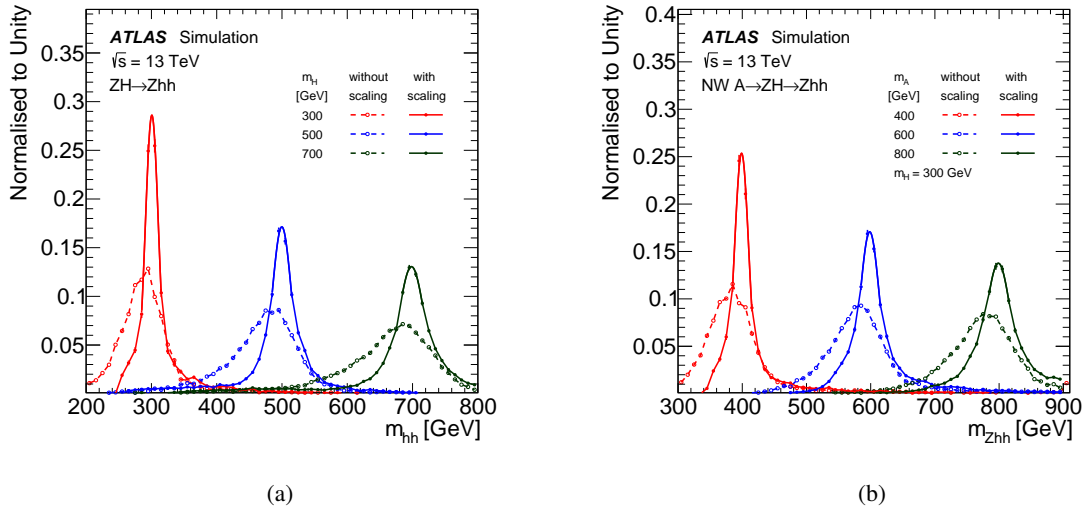 Normalised to Unity
0.35
0.3
0.25
0.2
0.15
0.1
0.05
ATLAS Simulation
√s = 13 TeV
ZH→Zhh
m_H without with
[GeV] scaling scaling
300
500
700
200 300 400 500 600 700 800
m_hh [GeV]
(a)
Normalised to Unity
0.4
0.35
0.3
0.25
0.2
0.15
0.1
0.05
ATLAS Simulation
√s = 13 TeV
NW A→ZH→Zhh
m_A without with
[GeV] scaling scaling
400
600
800
m_H = 300 GeV
300 400 500 600 700 800 900
m_Zhh [GeV]
(b)